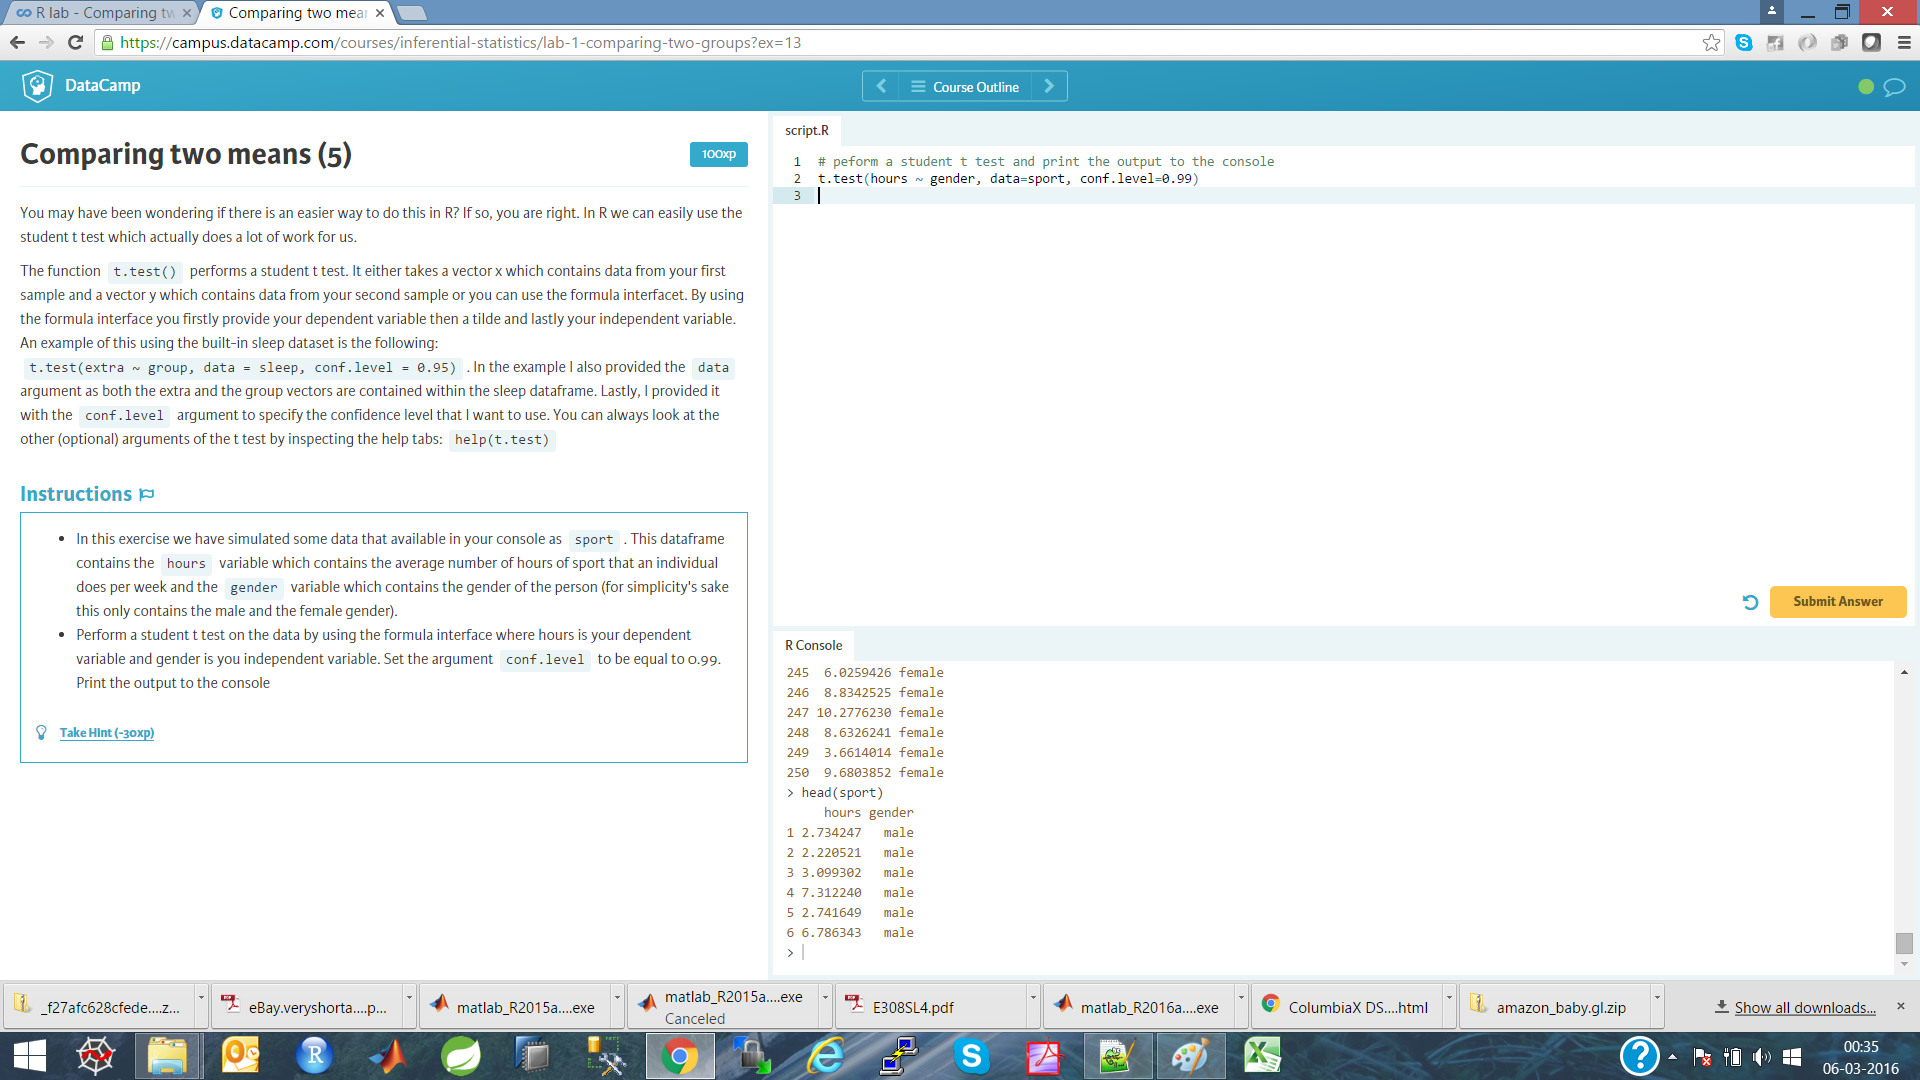 R lab - Comparing tw
Comparing two mear
https://campus.datacamp.com/courses/inferential-statistics/lab-1-comparing-two-groups?ex=13
DataCamp
Course Outline
Comparing two means (5)
100xp
You may have been wondering if there is an easier way to do this in R? If so, you are right. In R we can easily use the
student t test which actually does a lot of work for us.
The function t.test() performs a student t test. It either takes a vector x which contains data from your first
sample and a vector y which contains data from your second sample or you can use the formula interfacet. By using
the formula interface you firstly provide your dependent variable then a tilde and lastly your independent variable.
An example of this using the built-in sleep dataset is the following:
t.test(extra ~ group, data = sleep, conf.level = 0.95) . In the example I also provided the data
argument as both the extra and the group vectors are contained within the sleep dataframe. Lastly, I provided it
with the conf.level argument to specify the confidence level that I want to use. You can always look at the
other (optional) arguments of the t test by inspecting the help tabs: help(t.test)
Instructions
• In this exercise we have simulated some data that available in your console as sport . This dataframe
contains the hours variable which contains the average number of hours of sport that an individual
does per week and the gender variable which contains the gender of the person (for simplicity's sake
this only contains the male and the female gender).
• Perform a student t test on the data by using the formula interface where hours is your dependent
variable and gender is you independent variable. Set the argument conf.level to be equal to 0.99.
Print the output to the console
Take Hint (-30xp)
script.R
1 # peform a student t test and print the output to the console
2 t.test(hours ~ gender, data=sport, conf.level=0.99)
3
Submit Answer
R Console
245 6.0259426 female
246 8.8342525 female
247 10.2776230 female
248 8.6326241 female
249 3.6614014 female
250 9.6803852 female
> head(sport)
hours gender
1 2.734247 male
2 2.220521 male
3 3.099302 male
4 7.312240 male
5 2.741649 male
6 6.786343 male
>
_f27afc628cfede....z...
eBay.veryshorta....p...
matlab_R2015a....exe
matlab_R2015a....exe
Canceled
E308SL4.pdf
matlab_R2016a....exe
ColumbiaX DS....html
amazon_baby.gl.zip
Show all downloads...
00:35
06-03-2016